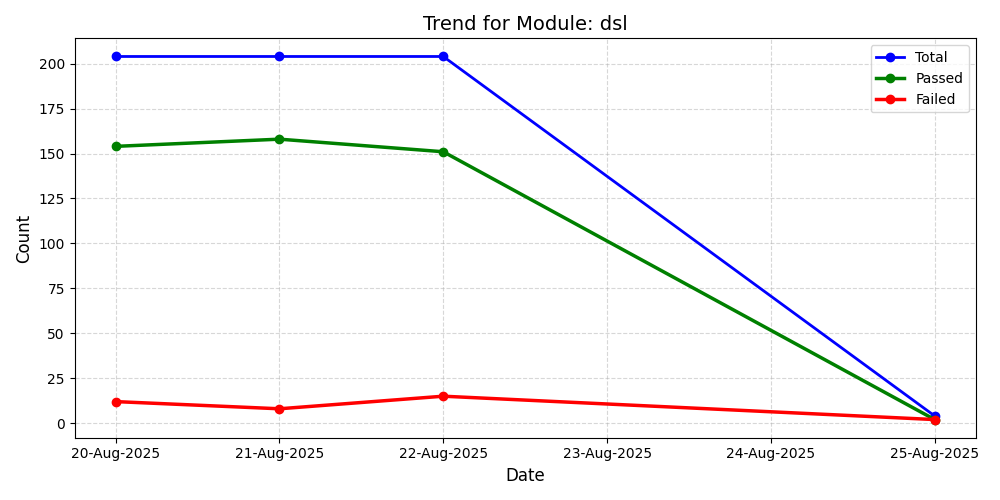 Trend for Module: dsl
Total
Passed
Failed
200
175
150
125
100
75
50
25
0
Count
20-Aug-2025 21-Aug-2025 22-Aug-2025 23-Aug-2025 24-Aug-2025 25-Aug-2025
Date